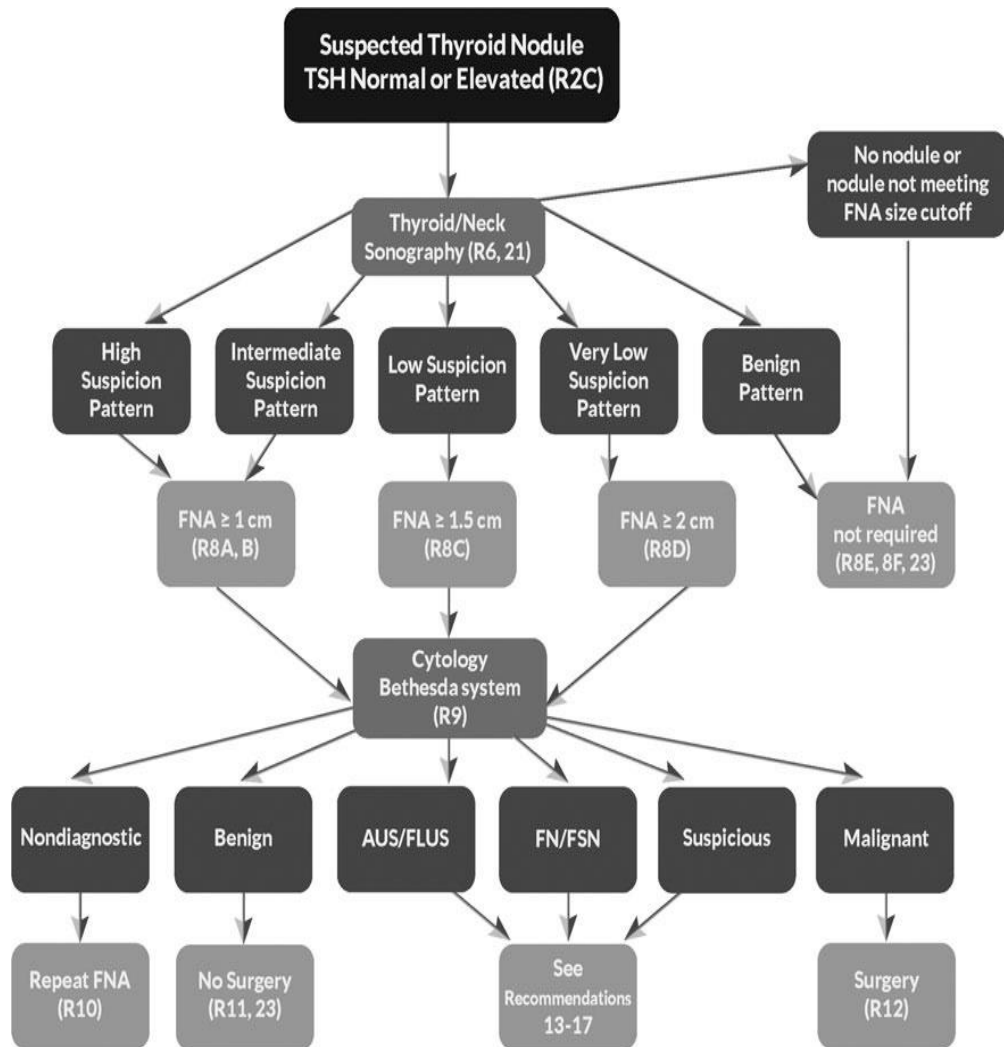 Suspected Thyroid Nodule
TSH Normal or Elevated (R2C)
No nodule or
nodule not meeting
FNA size cutoff
Thyroid/Neck
Sonography (R6, 21)
High
Suspicion
Pattern
Intermediate
Suspicion
Pattern
Low Suspicion
Pattern
Very Low
Suspicion
Pattern
Benign
Pattern
FNA ≥ 1 cm
(R8A, B)
FNA ≥ 1.5 cm
(R8C)
FNA ≥ 2 cm
(R8D)
FNA
not required
(R8E, 8F, 23)
Cytology
Bethesda system
(R9)
Nondiagnostic
Benign
AUS/FLUS
FN/FSN
Suspicious
Malignant
Repeat FNA
(R10)
No Surgery
(R11, 23)
See
Recommendations
13-17
Surgery
(R12)